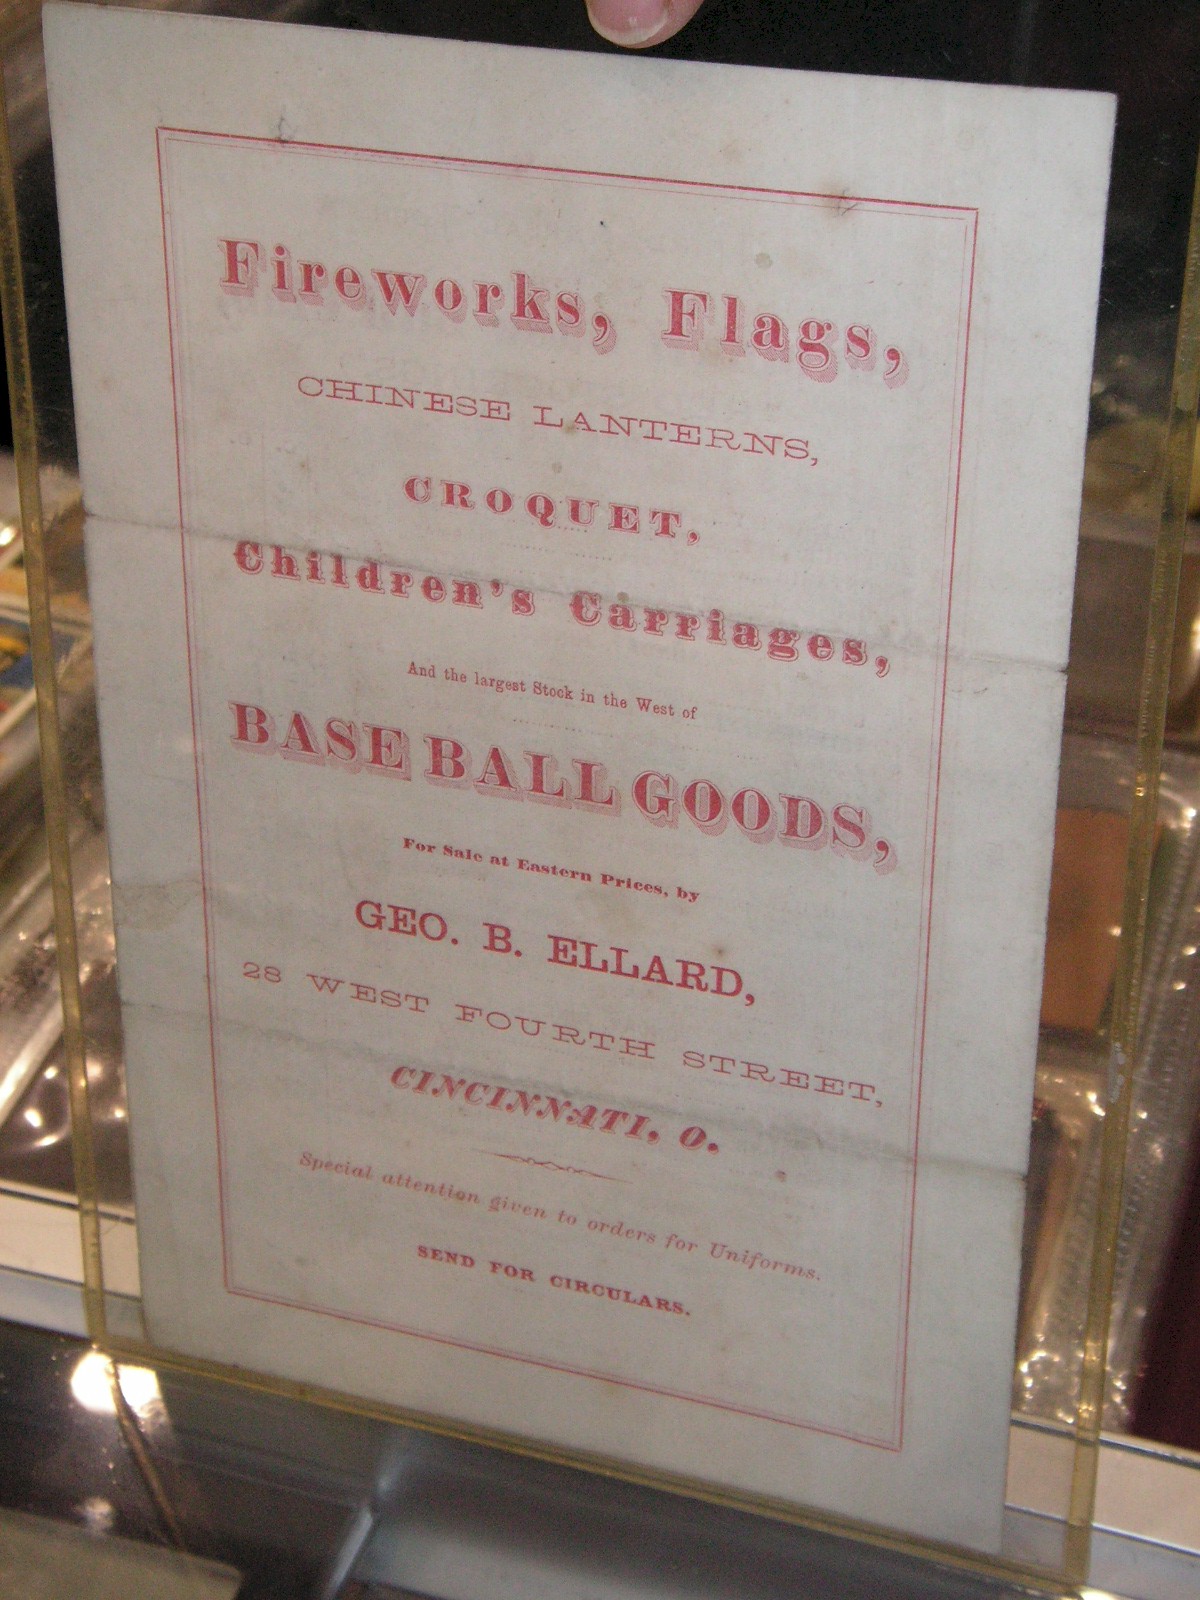 Fireworks, Flags,
CHINESE LANTERNS,
CROQUET,
Children's Carriages,
And the largest Stock in the West of
BASE BALL GOODS,
For Sale at Eastern Prices, by
GEO. B. ELLARD,
28 WEST FOURTH STREET,
CINCINNATI, O.
Special attention given to orders for Uniforms.
SEND FOR CIRCULARS.